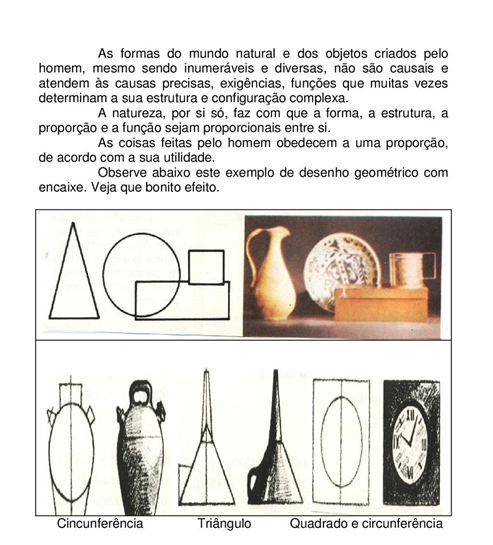 As formas do mundo natural e dos objetos criados pelo
homem, mesmo sendo inumeráveis e diversas, não são causais e
atendem às causas precisas, exigências, funções que muitas vezes
determinam a sua estrutura e configuração complexa.
A natureza, por si só, faz com que a forma, a estrutura, a
proporção e a função sejam proporcionais entre si.
As coisas feitas pelo homem obedecem a uma proporção,
de acordo com a sua utilidade.
Observe abaixo este exemplo de desenho geométrico com
encaixe. Veja que bonito efeito.
Cincunferência Triângulo Quadrado e circunferência